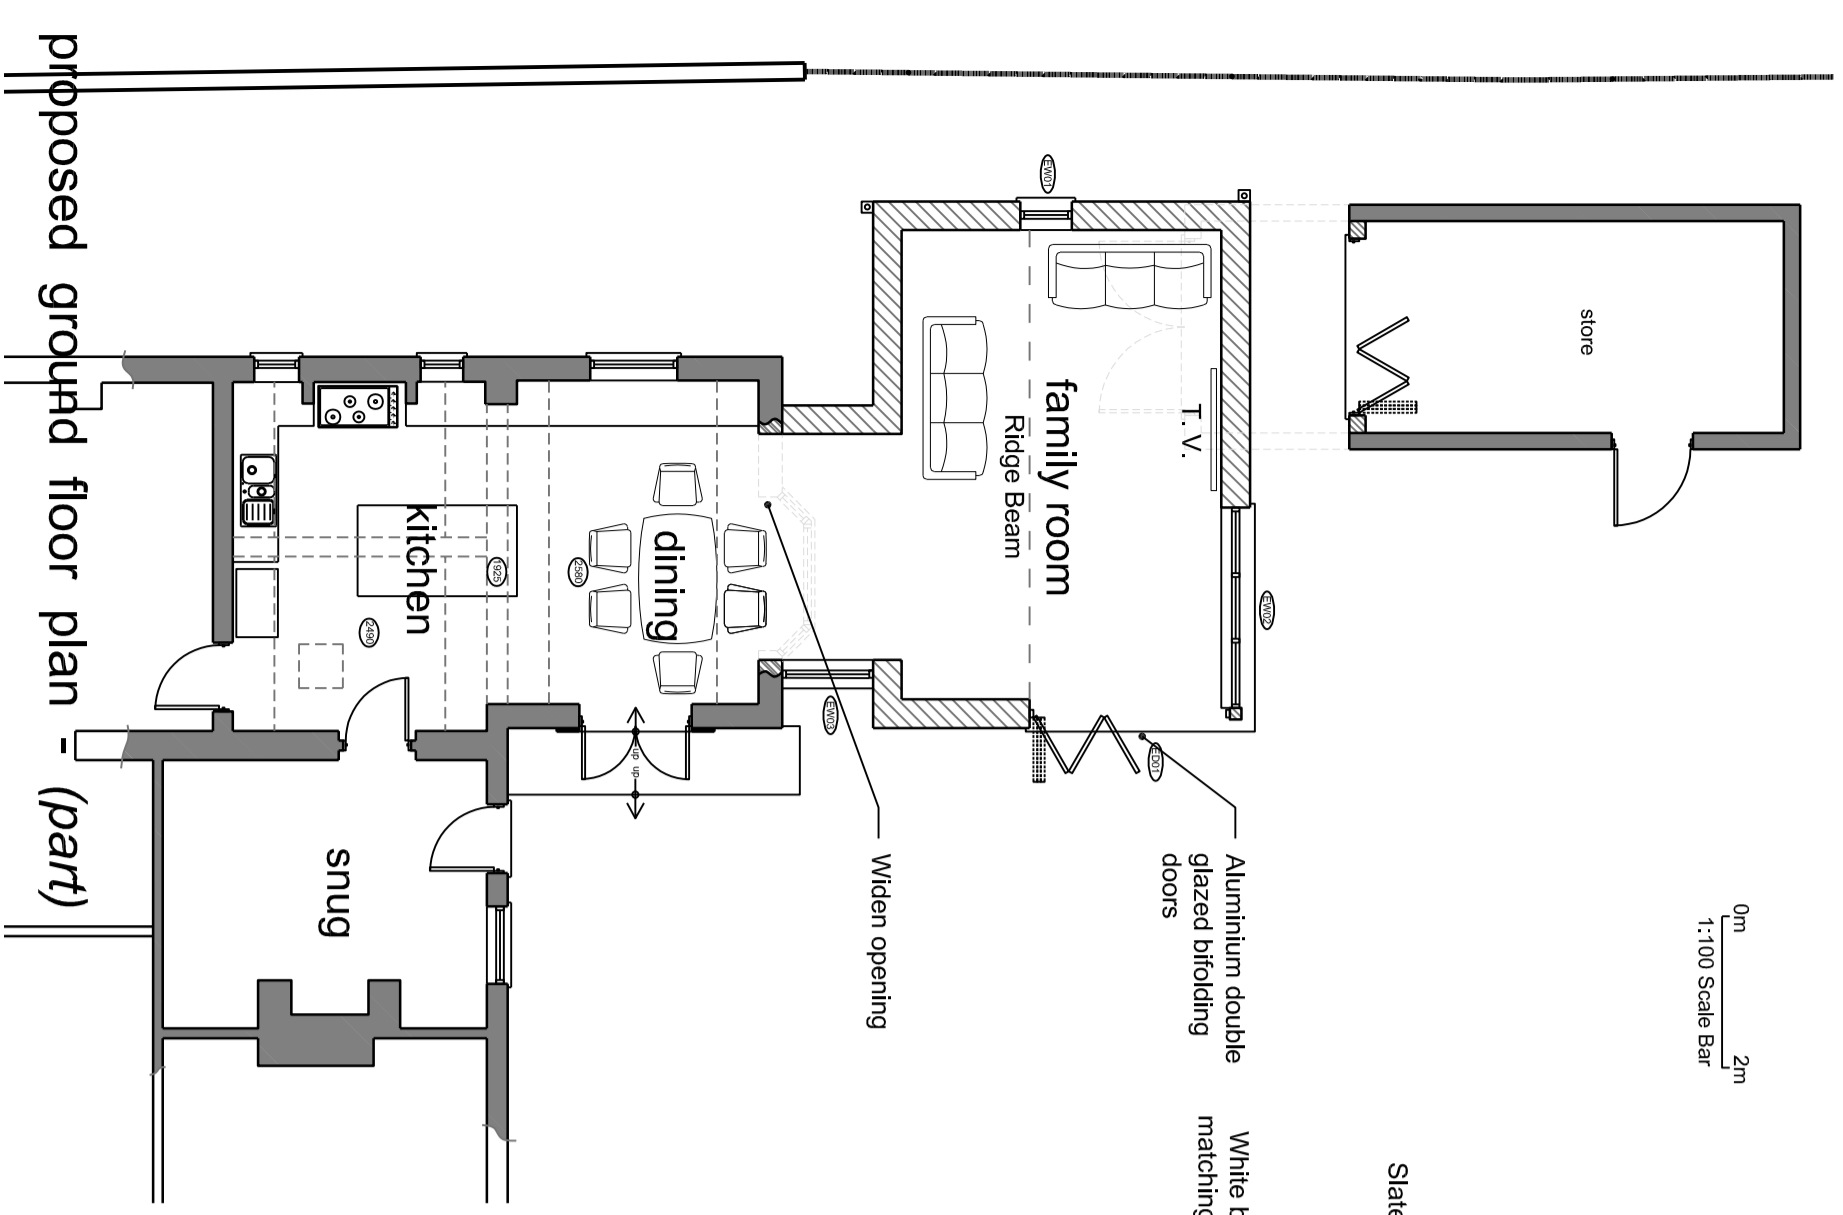 proposed ground floor plan - (part)
EW01
store
family room
Ridge Beam
T. V.
kitchen
dining
1925
2580
2490
EW02
EW03
ED01
up
up
snug
Widen opening
Aluminium double
glazed bifolding
doors
0m
2m
1:100 Scale Bar
White b
matching
Slate